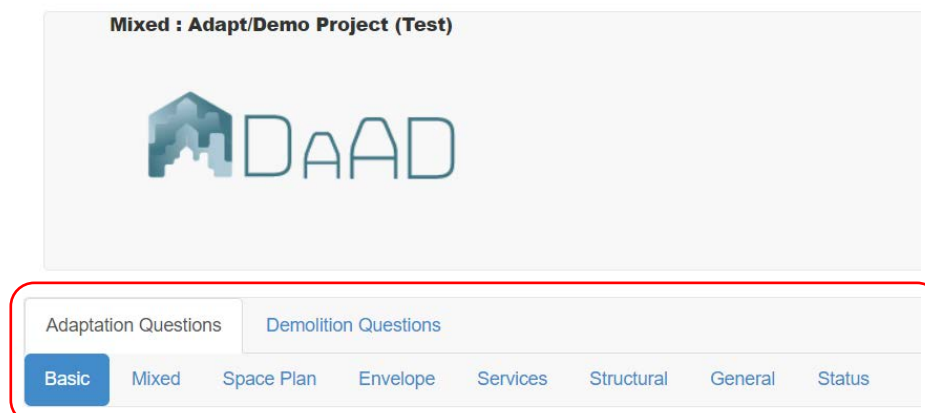 Mixed : Adapt/Demo Project (Test)
DAAD
Adaptation Questions Demolition Questions
Basic Mixed Space Plan Envelope Services Structural General Status